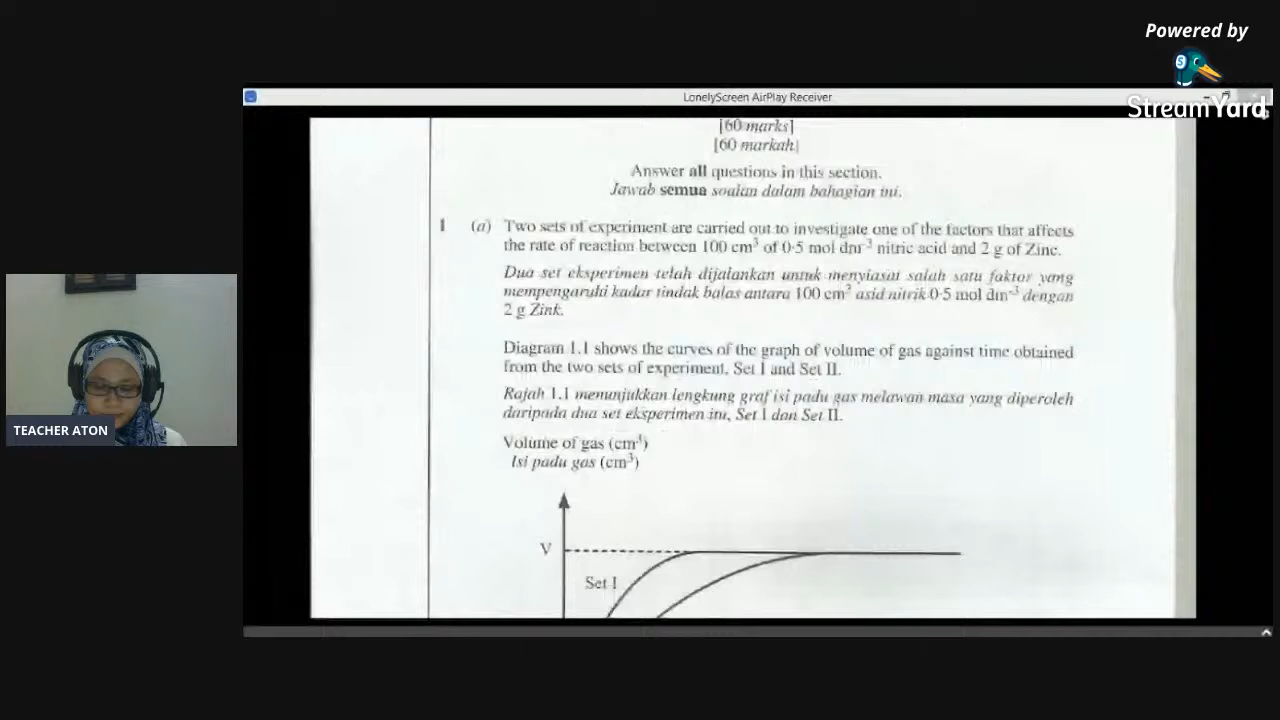 Powered by
StreamYard
LonelyScreen AirPlay Receiver
[60 marks]
[60 markah]
Answer all questions in this section.
Jawab semua soalan dalam bahagian ini.
1 (a) Two sets of experiment are carried out to investigate one of the factors that affects
the rate of reaction between 100 cm³ of 0·5 mol dm⁻³ nitric acid and 2 g of Zinc.
Dua set eksperimen telah dijalankan untuk menyiasat salah satu faktor yang
mempengaruhi kadar tindak balas antara 100 cm³ asid nitrik 0·5 mol dm⁻³ dengan
2 g Zink.
Diagram 1.1 shows the curves of the graph of volume of gas against time obtained
from the two sets of experiment, Set I and Set II.
Rajah 1.1 menunjukkan lengkung graf isi padu gas melawan masa yang diperoleh
daripada dua set eksperimen itu, Set I dan Set II.
Volume of gas (cm³)
Isi padu gas (cm³)
V
Set I
TEACHER ATON